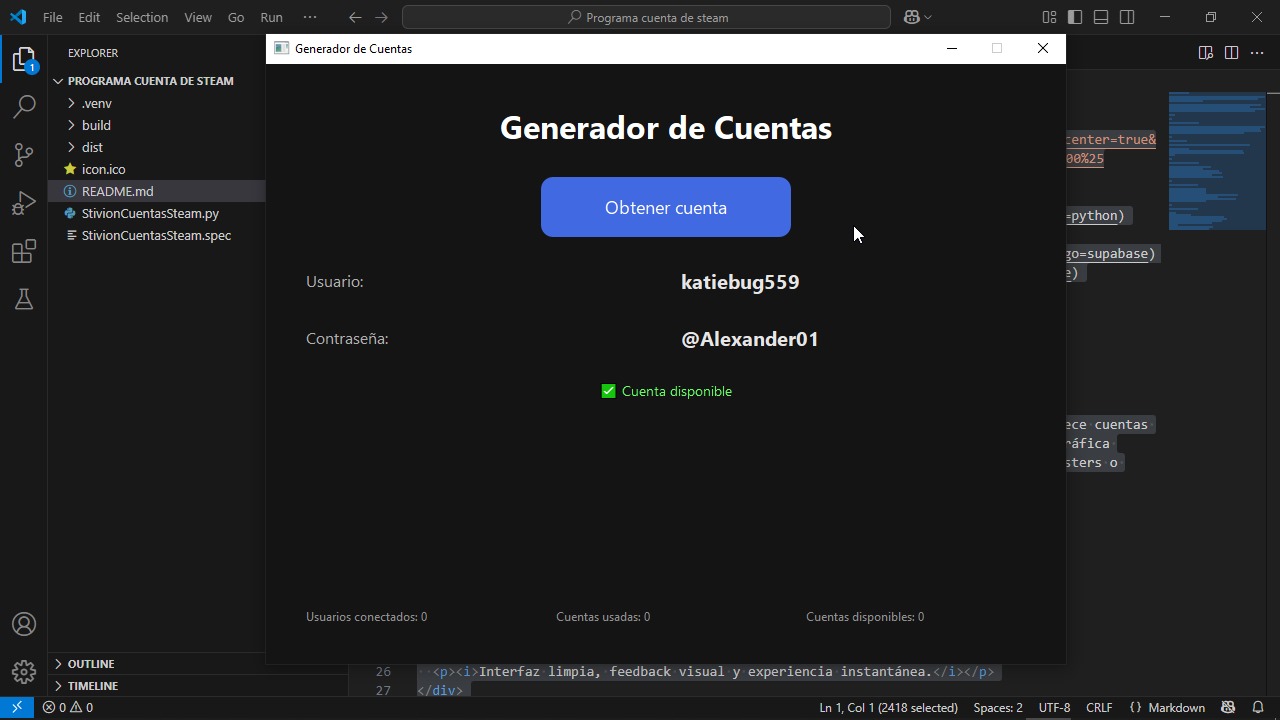 File Edit Selection View Go Run ···
Programa cuenta de steam
EXPLORER
PROGRAMA CUENTA DE STEAM
.venv
build
dist
icon.ico
README.md
StivionCuentasSteam.py
StivionCuentasSteam.spec
OUTLINE
TIMELINE
1
Generador de Cuentas
Generador de Cuentas
Obtener cuenta
Usuario: katiebug559
Contraseña: @Alexander01
Cuenta disponible
Usuarios conectados: 0 Cuentas usadas: 0 Cuentas disponibles: 0
center=true&
00%25
=python)
go=supabase)
e)
ece cuentas
ráfica
sters o
26 <p><i>Interfaz limpia, feedback visual y experiencia instantánea.</i></p>
27 </div>
0 0 Ln 1, Col 1 (2418 selected) Spaces: 2 UTF-8 CRLF {} Markdown